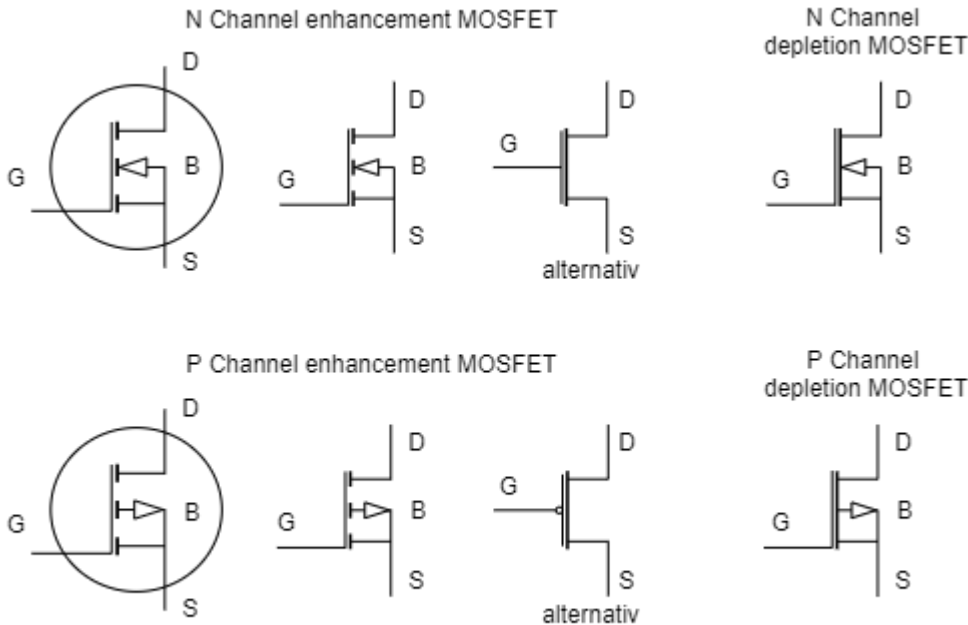 N Channel enhancement MOSFET
N Channel
depletion MOSFET
D
G
B
S
D
G
B
S
D
G
S
alternativ
D
G
B
S
P Channel enhancement MOSFET
P Channel
depletion MOSFET
D
G
B
S
D
G
B
S
D
G
S
alternativ
D
G
B
S